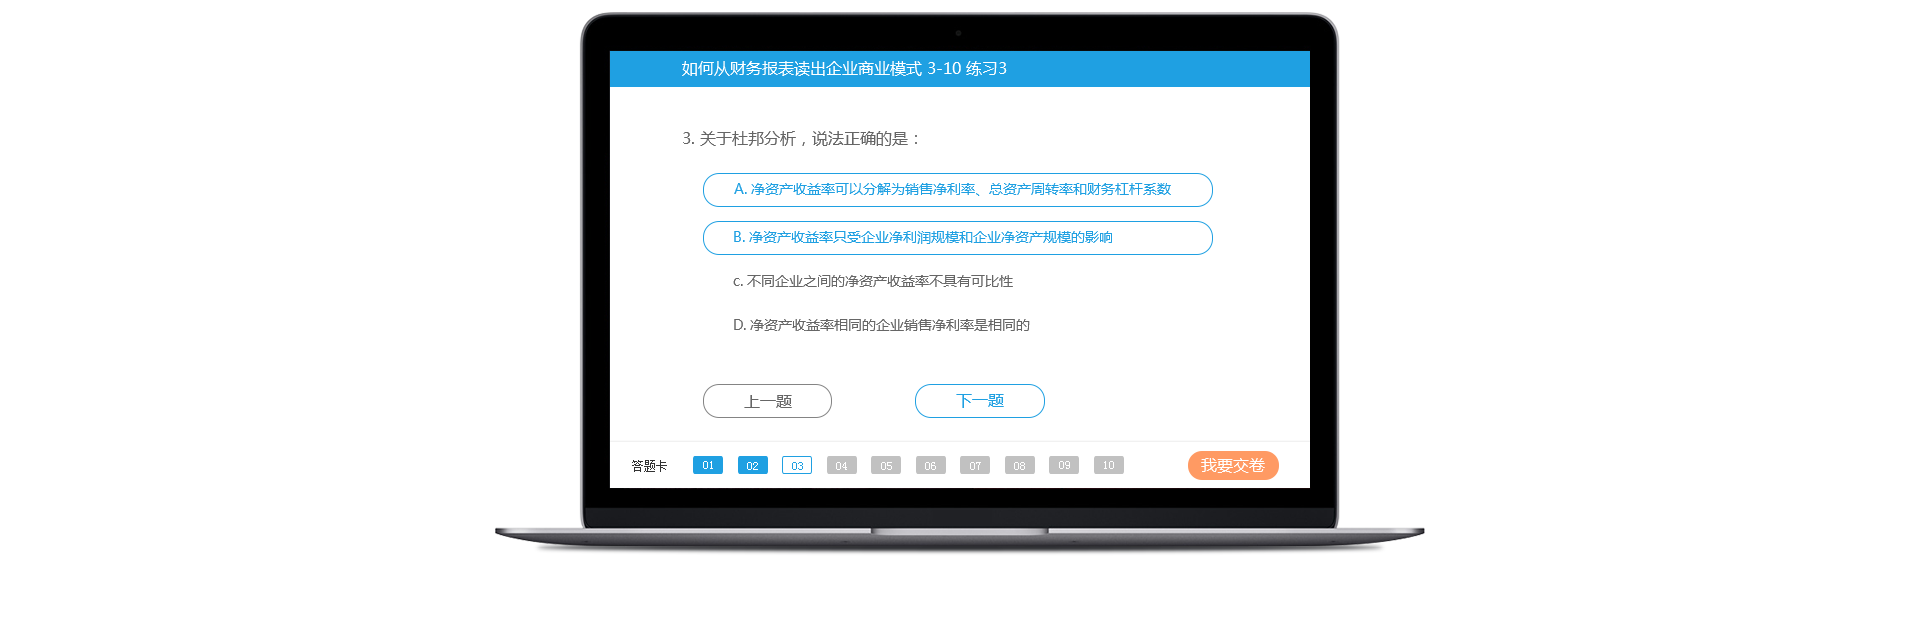 如何从财务报表读出企业商业模式 3-10 练习3
3. 关于杜邦分析，说法正确的是：
A. 净资产收益率可以分解为销售净利率、总资产周转率和财务杠杆系数
B. 净资产收益率只受企业净利润规模和企业净资产规模的影响
c. 不同企业之间的净资产收益率不具有可比性
D. 净资产收益率相同的企业销售净利率是相同的
上一题 下一题
答题卡 01 02 03 04 05 06 07 08 09 10 我要交卷